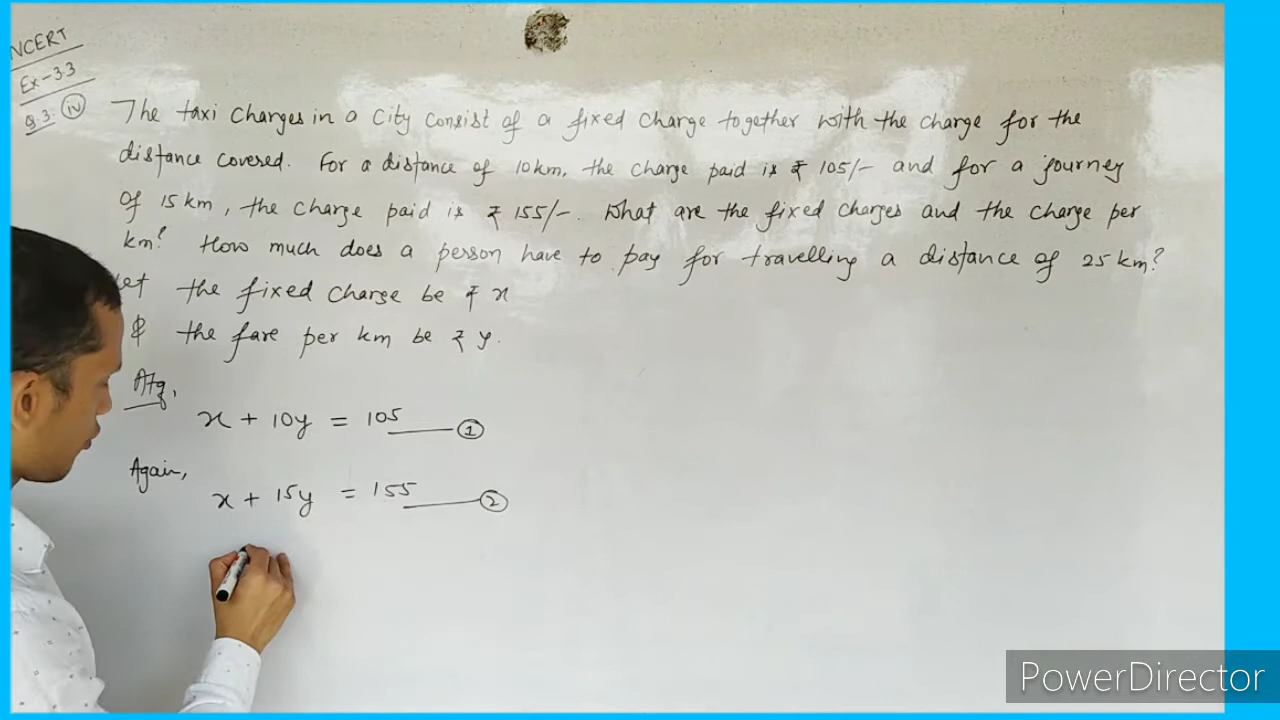 NCERT
Ex-3.3
Q.3. iv
The taxi charges in a city consist of a fixed charge together with the charge for the
distance covered. For a distance of 10 km, the charge paid is ₹ 105/- and for a journey
of 15 km, the charge paid is ₹ 155/-. What are the fixed charges and the charge per
km? How much does a person have to pay for travelling a distance of 25 km?
et the fixed charge be ₹ x
& the fare per km be ₹ y.
Atq,
x + 10y = 105 1
Again,
x + 15y = 155 2
PowerDirector